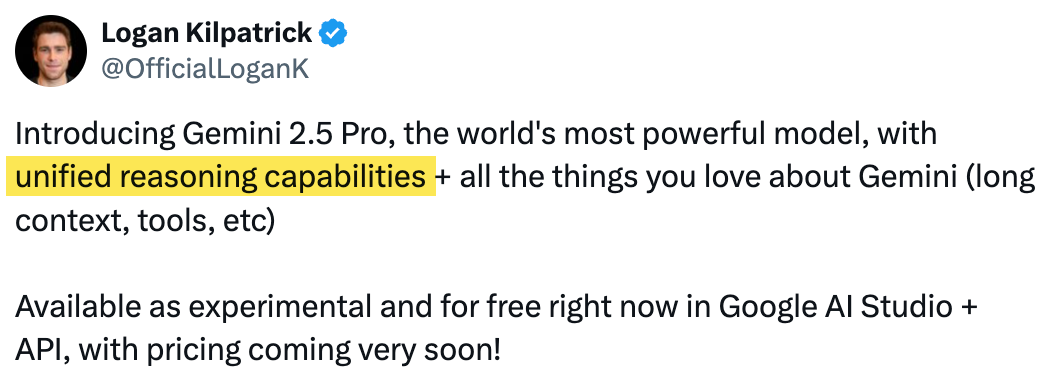 Logan Kilpatrick
@OfficialLoganK
Introducing Gemini 2.5 Pro, the world's most powerful model, with
unified reasoning capabilities + all the things you love about Gemini (long
context, tools, etc)
Available as experimental and for free right now in Google AI Studio +
API, with pricing coming very soon!